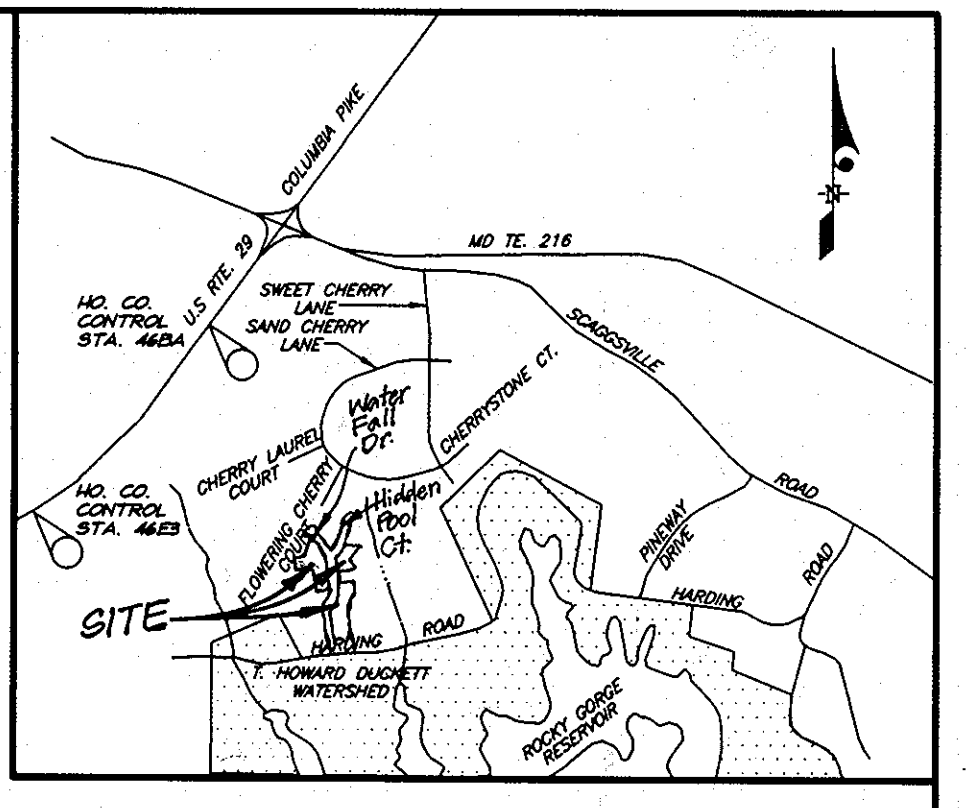 COLUMBIA PIKE
N
U.S RTE. 29
MD TE. 216
HO. CO.
CONTROL
STA. 46BA
SWEET CHERRY
LANE
SAND CHERRY
LANE
SCAGGSVILLE
ROAD
Water
Fall
Dr.
CHERRYSTONE CT.
CHERRY LAUREL
COURT
HO. CO.
CONTROL
STA. 46E3
FLOWERING CHERRY
COURT
Hidden
Pool
Ct.
PINEWAY
DRIVE
HARDING
ROAD
SITE
HARDING
ROAD
T. HOWARD DUCKETT
WATERSHED
ROCKY GORGE
RESERVOIR